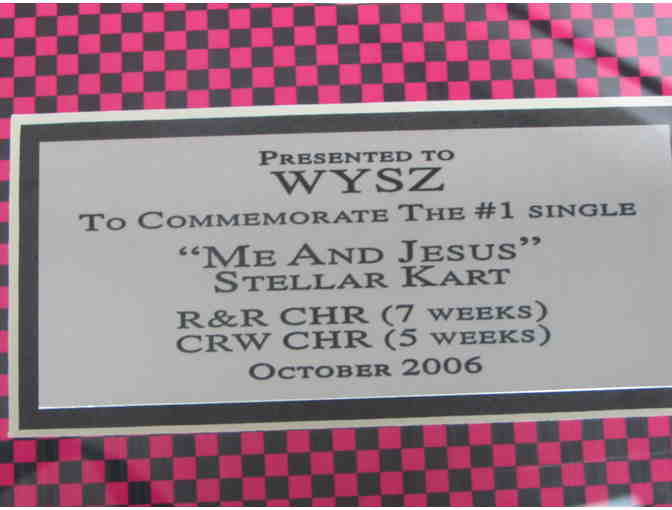 Presented to
WYSZ
To Commemorate The #1 single
“Me And Jesus”
Stellar Kart
R&R CHR (7 weeks)
CRW CHR (5 weeks)
October 2006